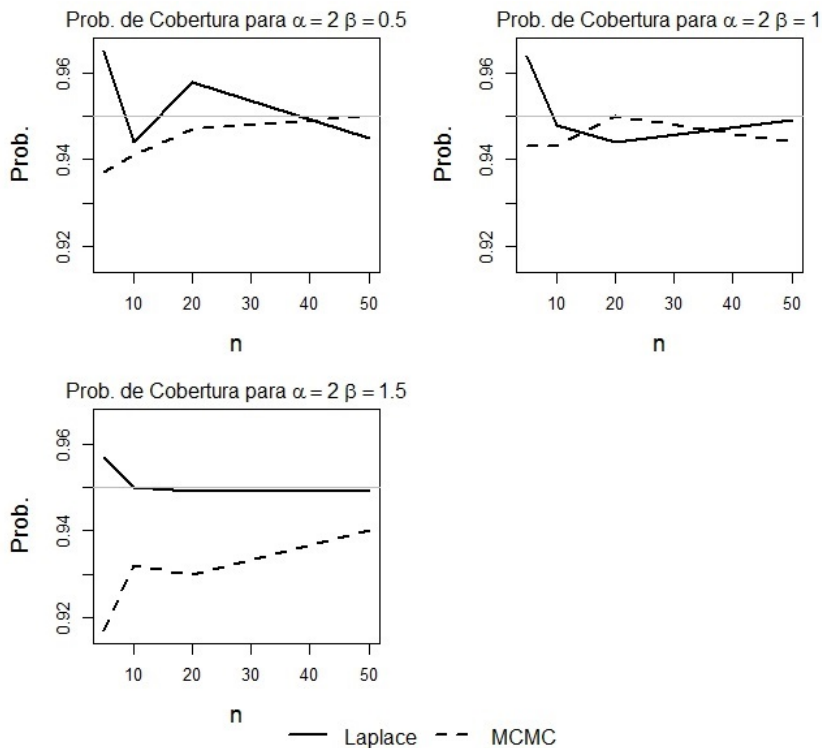 Prob. de Cobertura para α = 2 β = 0.5
Prob.
0.96
0.94
0.92
10 20 30 40 50
n
Prob. de Cobertura para α = 2 β = 1
Prob.
0.96
0.94
0.92
10 20 30 40 50
n
Prob. de Cobertura para α = 2 β = 1.5
Prob.
0.96
0.94
0.92
10 20 30 40 50
n
Laplace MCMC